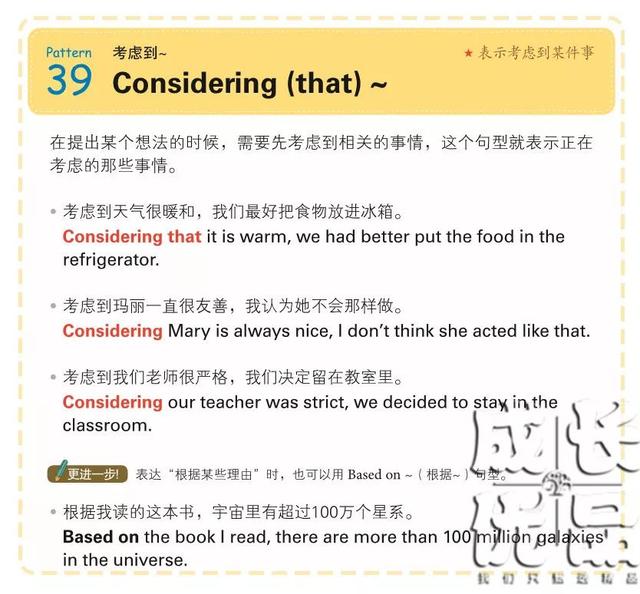 Pattern 考虑到~ ★ 表示考虑到某件事
39 Considering (that) ~
在提出某个想法的时候，需要先考虑到相关的事情，这个句型就表示正在
考虑的那些事情。
• 考虑到天气很暖和，我们最好把食物放进冰箱。
Considering that it is warm, we had better put the food in the
refrigerator.
• 考虑到玛丽一直很友善，我认为她不会那样做。
Considering Mary is always nice, I don't think she acted like that.
• 考虑到我们老师很严格，我们决定留在教室里。
Considering our teacher was strict, we decided to stay in the
classroom.
更进一步! 表达“根据某些理由”时，也可以用 Based on ~（根据~）句型。
• 根据我读的这本书，宇宙里有超过100万个星系。
Based on the book I read, there are more than 100 million galaxies
in the universe.
成长
优品
我们只标选精品